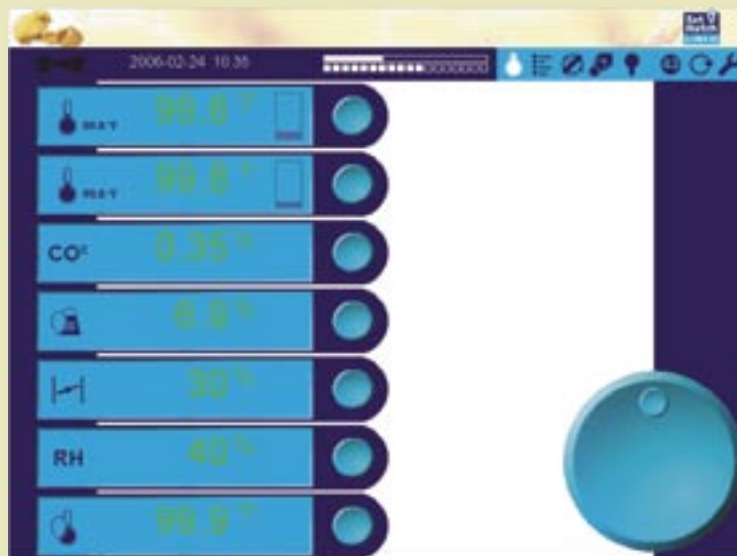 2006-02-24 10.35
99.8 °F
99.8 °F
CO²
0.35 %
6.9 %
30 %
RH
40 %
99.9 °F